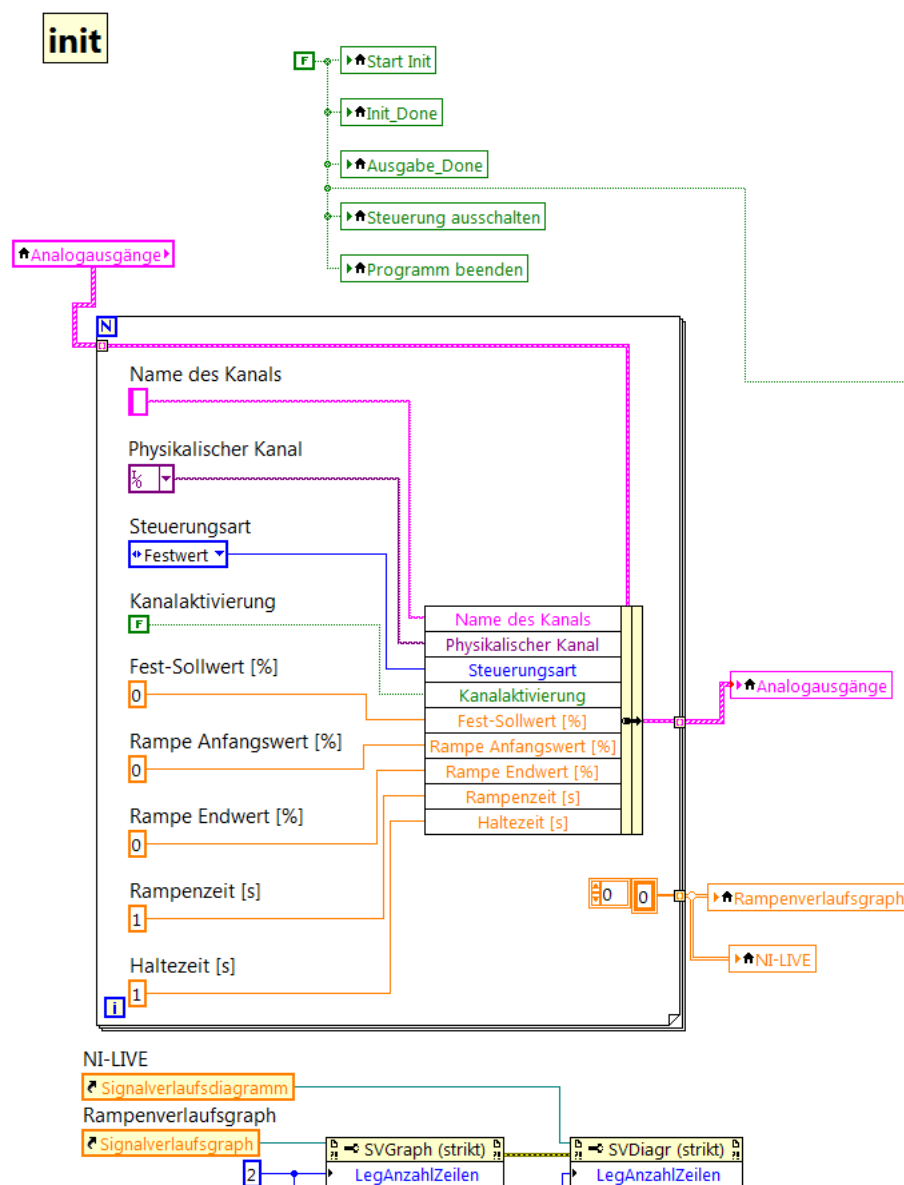 init
F
Start Init
Init_Done
Ausgabe_Done
Steuerung ausschalten
Programm beenden
Analogausgänge
N
Name des Kanals
Physikalischer Kanal
I/O
Steuerungsart
Festwert
Kanalaktivierung
F
Fest-Sollwert [%]
0
Rampe Anfangswert [%]
0
Rampe Endwert [%]
0
Rampenzeit [s]
1
Haltezeit [s]
1
i
Name des Kanals
Physikalischer Kanal
Steuerungsart
Kanalaktivierung
Fest-Sollwert [%]
Rampe Anfangswert [%]
Rampe Endwert [%]
Rampenzeit [s]
Haltezeit [s]
Analogausgänge
0 0
Rampenverlaufsgraph
NI-LIVE
NI-LIVE
Signalverlaufsdiagramm
Rampenverlaufsgraph
Signalverlaufsgraph
SVGraph (strikt)
SVDiagr (strikt)
2
LegAnzahlZeilen
LegAnzahlZeilen